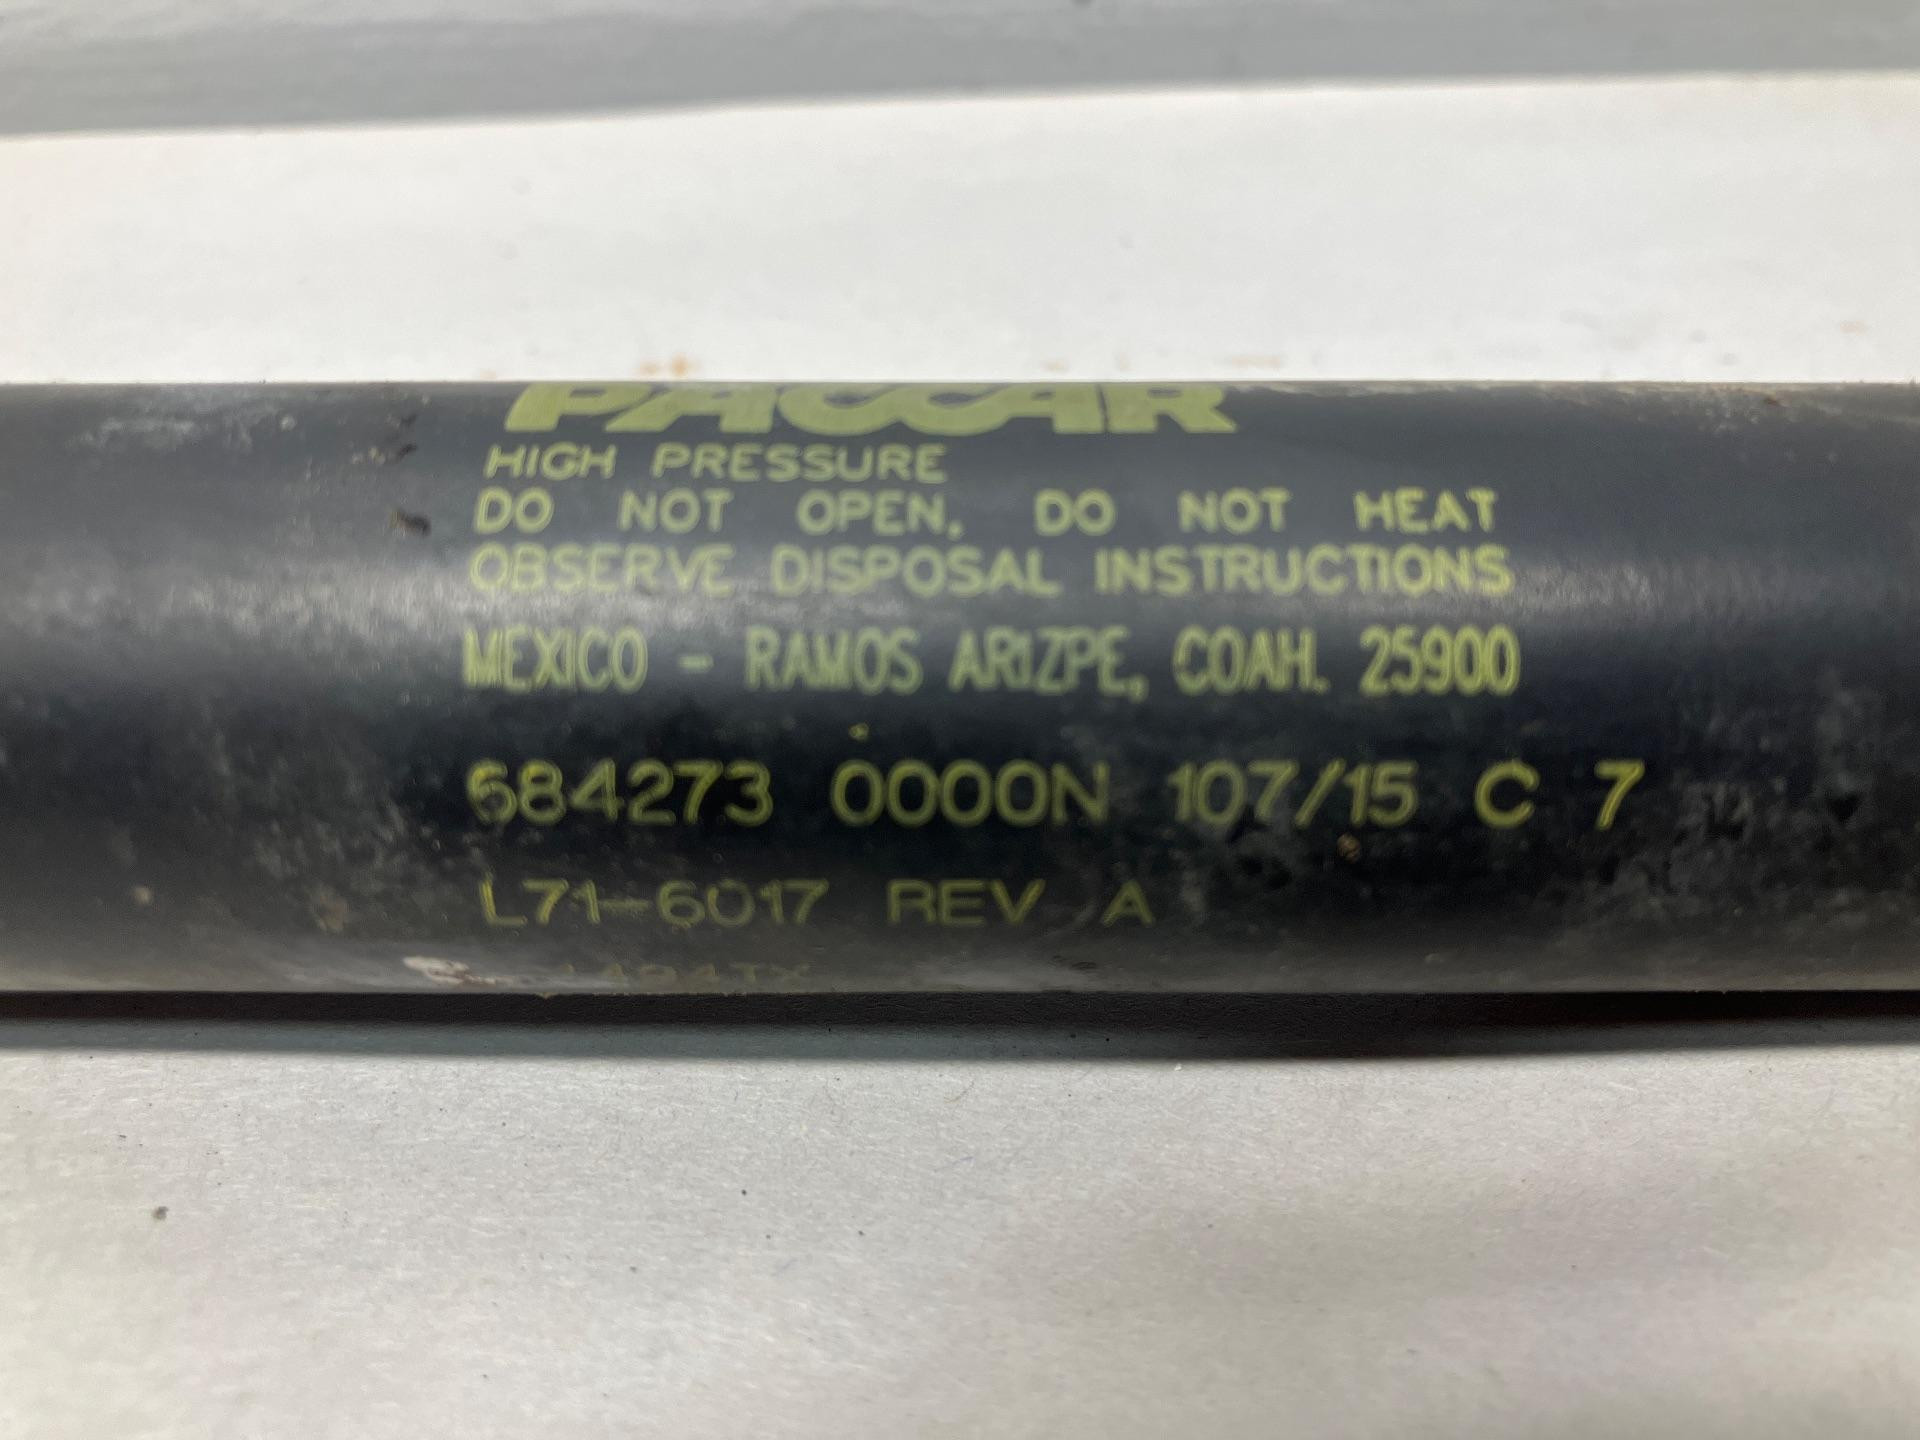 PACCAR
HIGH PRESSURE
DO NOT OPEN, DO NOT HEAT
OBSERVE DISPOSAL INSTRUCTIONS
MEXICO - RAMOS ARIZPE, COAH. 25900
684273 0000N 107/15 C 7
L71-6017 REV A